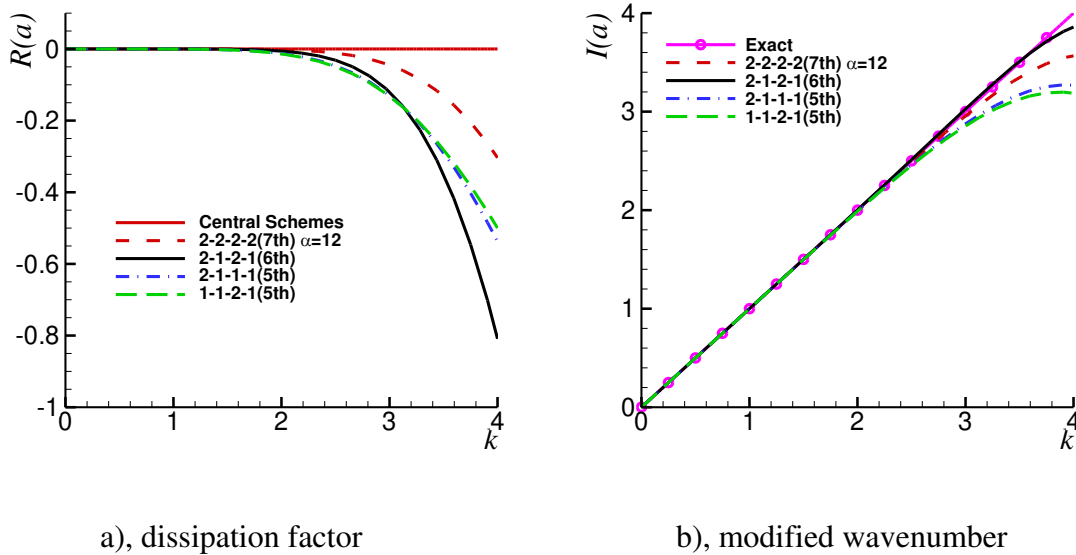 R(a)
0
-0.2
-0.4
-0.6
-0.8
-1
0
1
2
3
4
k
Central Schemes
2-2-2-2(7th) α=12
2-1-2-1(6th)
2-1-1-1(5th)
1-1-2-1(5th)
a), dissipation factor
I(a)
4
3
2
1
0
0
1
2
3
4
k
Exact
2-2-2-2(7th) α=12
2-1-2-1(6th)
2-1-1-1(5th)
1-1-2-1(5th)
b), modified wavenumber